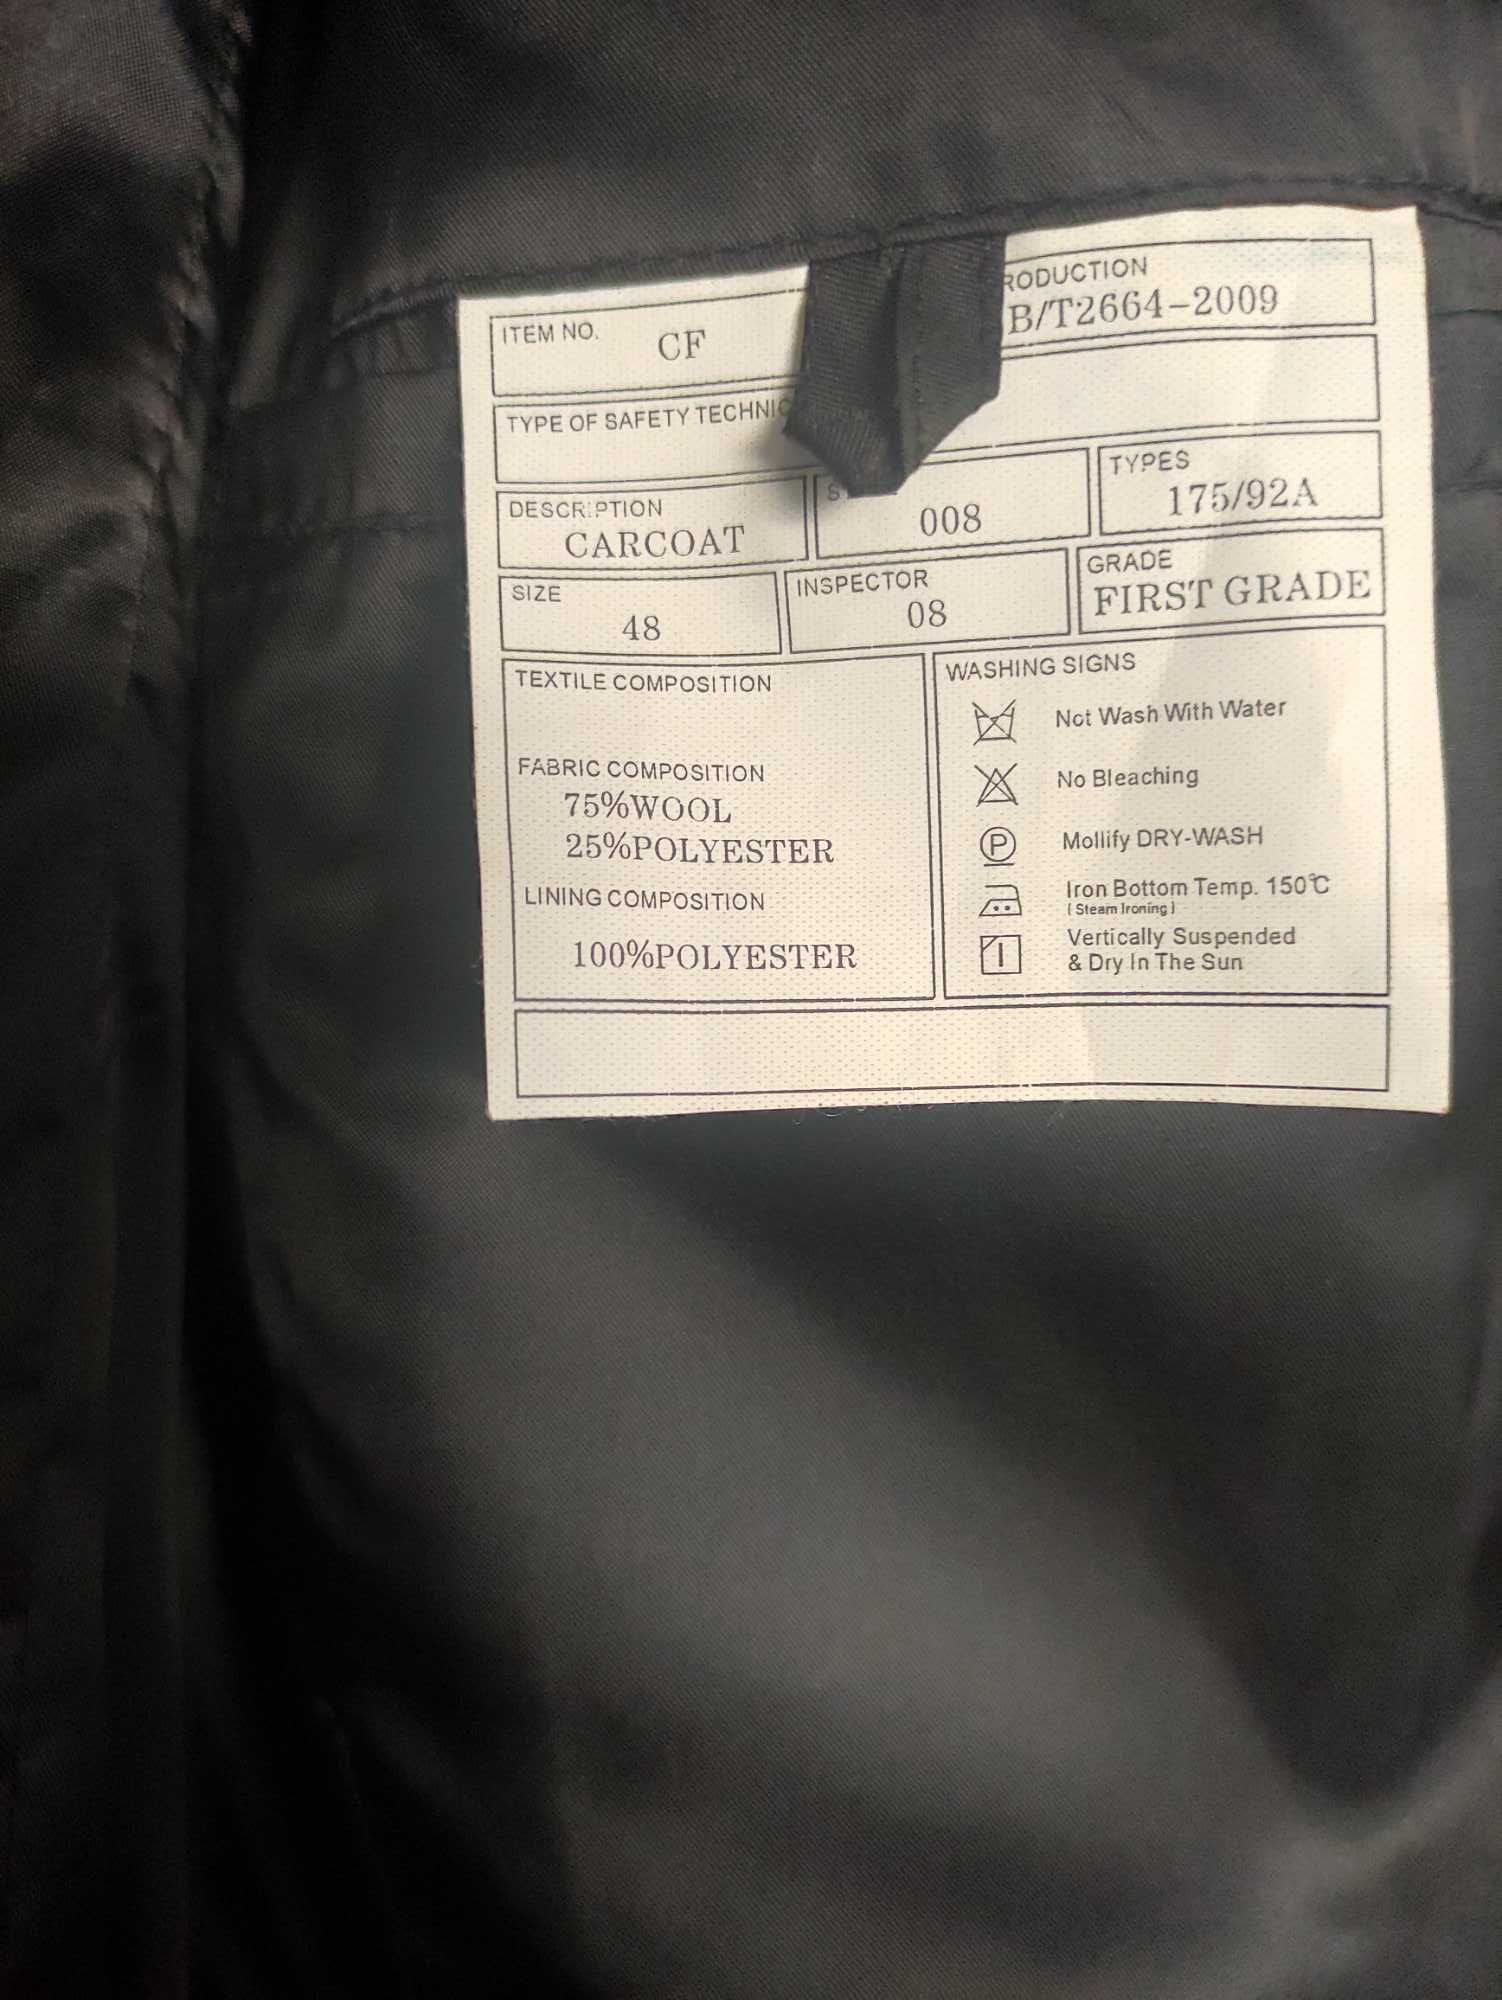 ITEM NO.
CF
RODUCTION
B/T2664-2009
TYPE OF SAFETY TECHNIC
DESCRIPTION
CARCOAT
S
008
TYPES
175/92A
SIZE
48
INSPECTOR
08
GRADE
FIRST GRADE
TEXTILE COMPOSITION
FABRIC COMPOSITION
75%WOOL
25%POLYESTER
LINING COMPOSITION
100%POLYESTER
WASHING SIGNS
Not Wash With Water
No Bleaching
P
Mollify DRY-WASH
Iron Bottom Temp. 150℃
( Steam Ironing )
Vertically Suspended
& Dry In The Sun